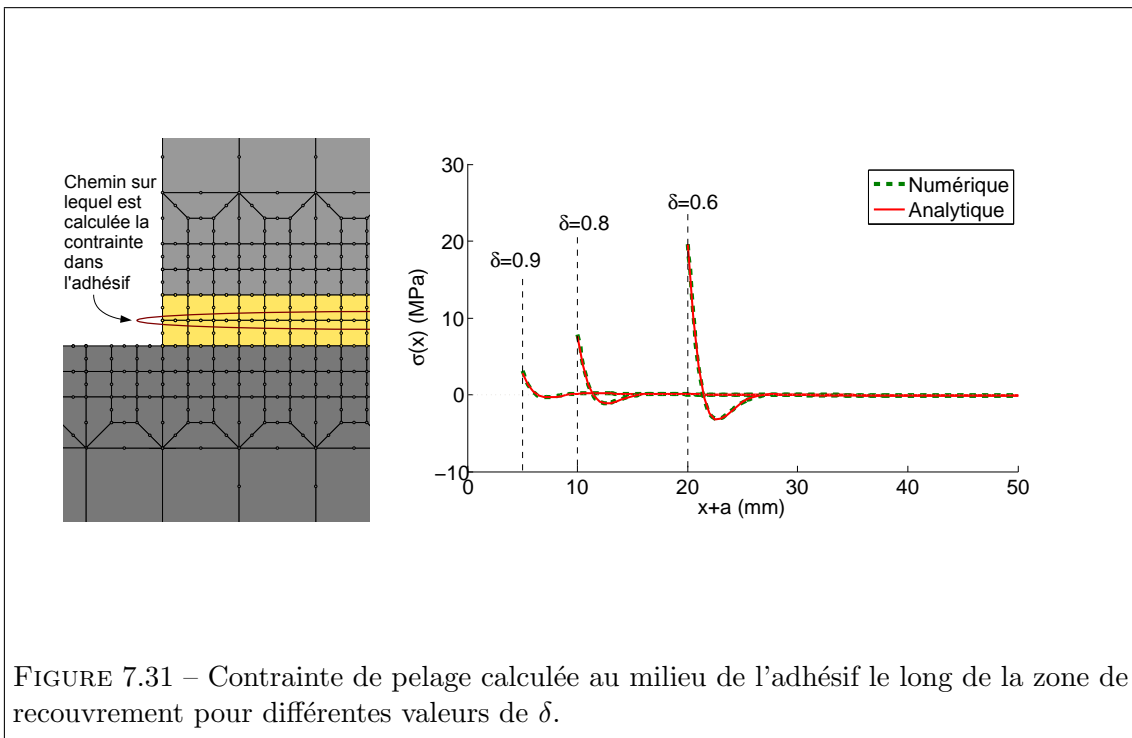 Chemin sur
lequel est
calculée la
contrainte
dans
l'adhésif
30
20
10
0
−10
σ(x) (MPa)
δ=0.9
δ=0.8
δ=0.6
Numérique
Analytique
0
10
20
30
40
50
x+a (mm)
FIGURE 7.31 – Contrainte de pelage calculée au milieu de l'adhésif le long de la zone de
recouvrement pour différentes valeurs de δ.